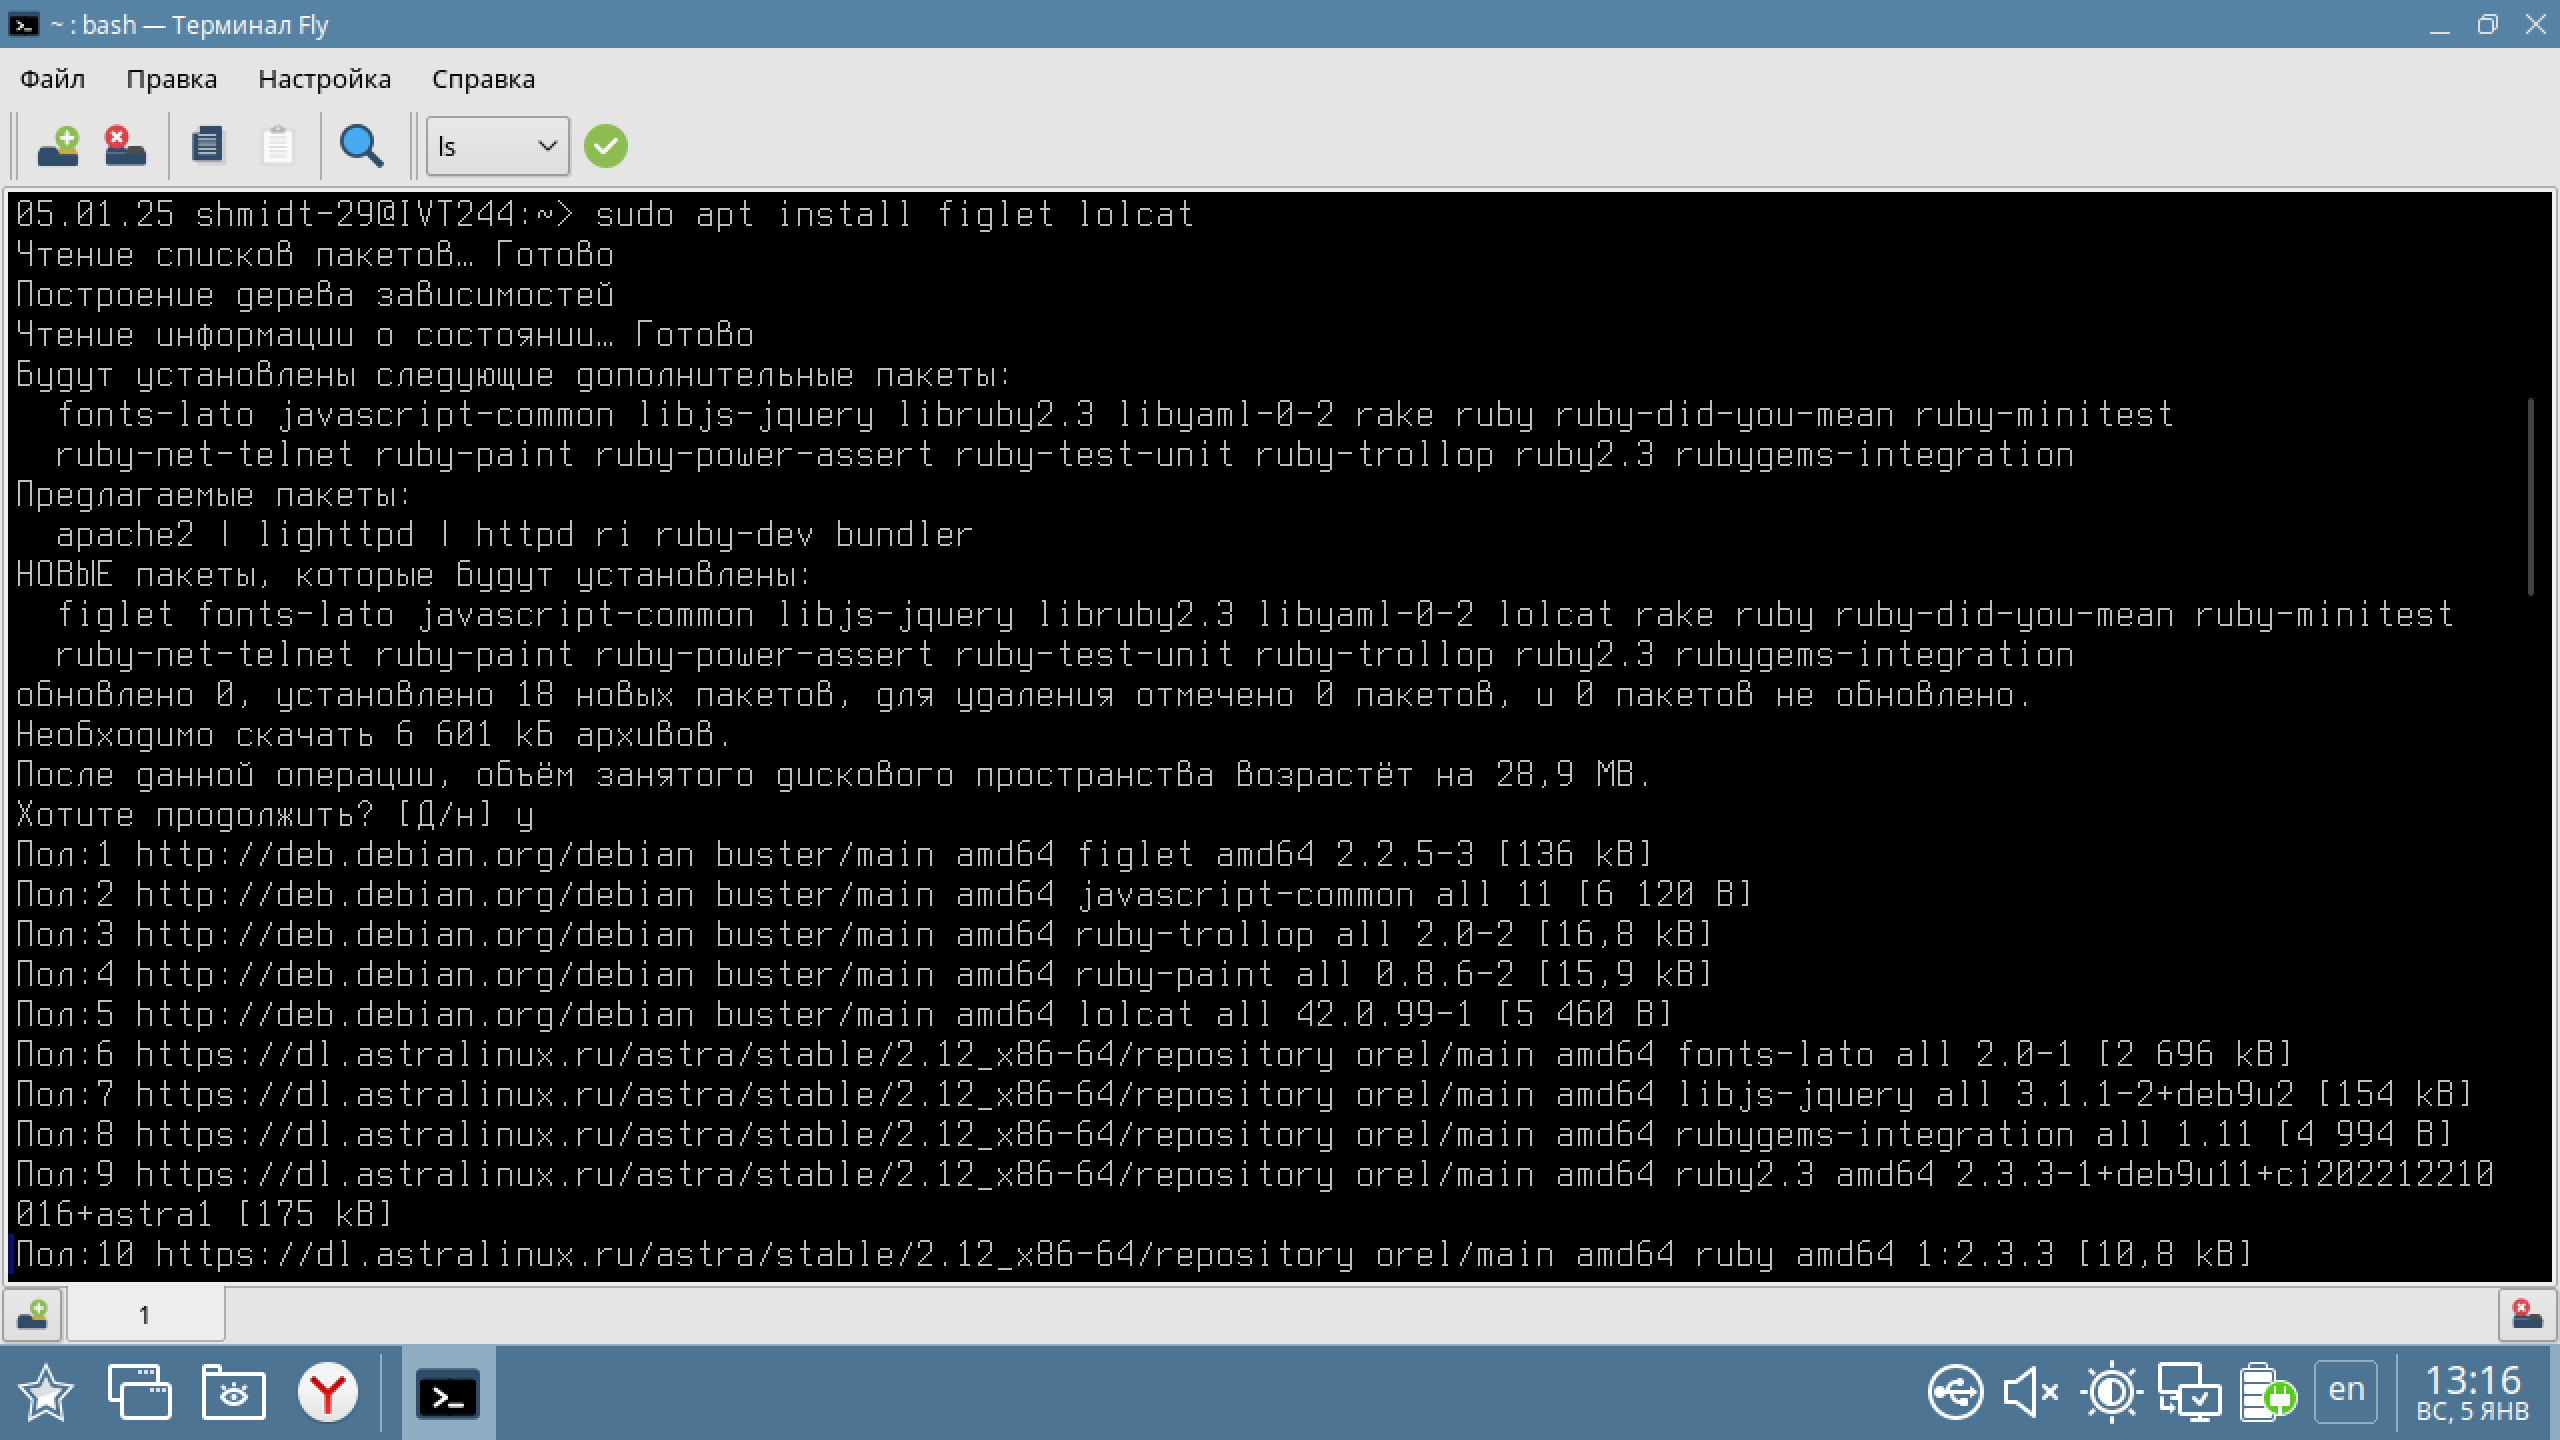 ~ : bash — Терминал Fly
Файл Правка Настройка Справка
ls
05.01.25 shmidt-29@IVT244:~> sudo apt install figlet lolcat
Чтение списков пакетов… Готово
Построение дерева зависимостей
Чтение информации о состоянии… Готово
Будут установлены следующие дополнительные пакеты:
fonts-lato javascript-common libjs-jquery libruby2.3 libyaml-0-2 rake ruby ruby-did-you-mean ruby-minitest
ruby-net-telnet ruby-paint ruby-power-assert ruby-test-unit ruby-trollop ruby2.3 rubygems-integration
Предлагаемые пакеты:
apache2 | lighttpd | httpd ri ruby-dev bundler
НОВЫЕ пакеты, которые будут установлены:
figlet fonts-lato javascript-common libjs-jquery libruby2.3 libyaml-0-2 lolcat rake ruby ruby-did-you-mean ruby-minitest
ruby-net-telnet ruby-paint ruby-power-assert ruby-test-unit ruby-trollop ruby2.3 rubygems-integration
обновлено 0, установлено 18 новых пакетов, для удаления отмечено 0 пакетов, и 0 пакетов не обновлено.
Необходимо скачать 6 601 kБ архивов.
После данной операции, объём занятого дискового пространства возрастёт на 28,9 MB.
Хотите продолжить? [Д/н] y
Пол:1 http://deb.debian.org/debian buster/main amd64 figlet amd64 2.2.5-3 [136 kB]
Пол:2 http://deb.debian.org/debian buster/main amd64 javascript-common all 11 [6 120 B]
Пол:3 http://deb.debian.org/debian buster/main amd64 ruby-trollop all 2.0-2 [16,8 kB]
Пол:4 http://deb.debian.org/debian buster/main amd64 ruby-paint all 0.8.6-2 [15,9 kB]
Пол:5 http://deb.debian.org/debian buster/main amd64 lolcat all 42.0.99-1 [5 460 B]
Пол:6 https://dl.astralinux.ru/astra/stable/2.12_x86-64/repository orel/main amd64 fonts-lato all 2.0-1 [2 696 kB]
Пол:7 https://dl.astralinux.ru/astra/stable/2.12_x86-64/repository orel/main amd64 libjs-jquery all 3.1.1-2+deb9u2 [154 kB]
Пол:8 https://dl.astralinux.ru/astra/stable/2.12_x86-64/repository orel/main amd64 rubygems-integration all 1.11 [4 994 B]
Пол:9 https://dl.astralinux.ru/astra/stable/2.12_x86-64/repository orel/main amd64 ruby2.3 amd64 2.3.3-1+deb9u11+ci202212210
016+astra1 [175 kB]
Пол:10 https://dl.astralinux.ru/astra/stable/2.12_x86-64/repository orel/main amd64 ruby amd64 1:2.3.3 [10,8 kB]
1
en
13:16
ВС, 5 ЯНВ